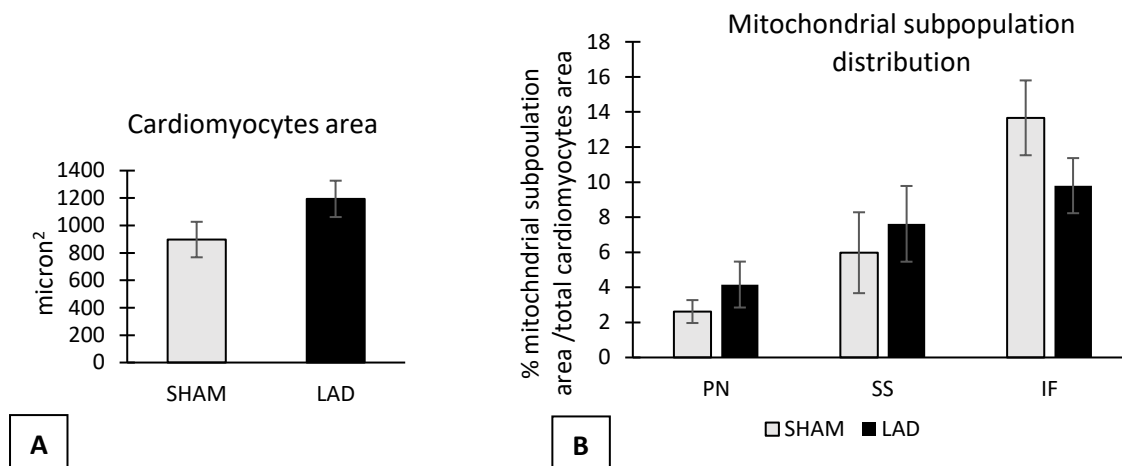 Cardiomyocytes area
micron²
1400
1200
1000
800
600
400
200
0
SHAM
LAD
A
Mitochondrial subpopulation
distribution
% mitochndrial subpoulation
area /total cardiomyocytes area
18
16
14
12
10
8
6
4
2
0
PN
SS
IF
SHAM
LAD
B